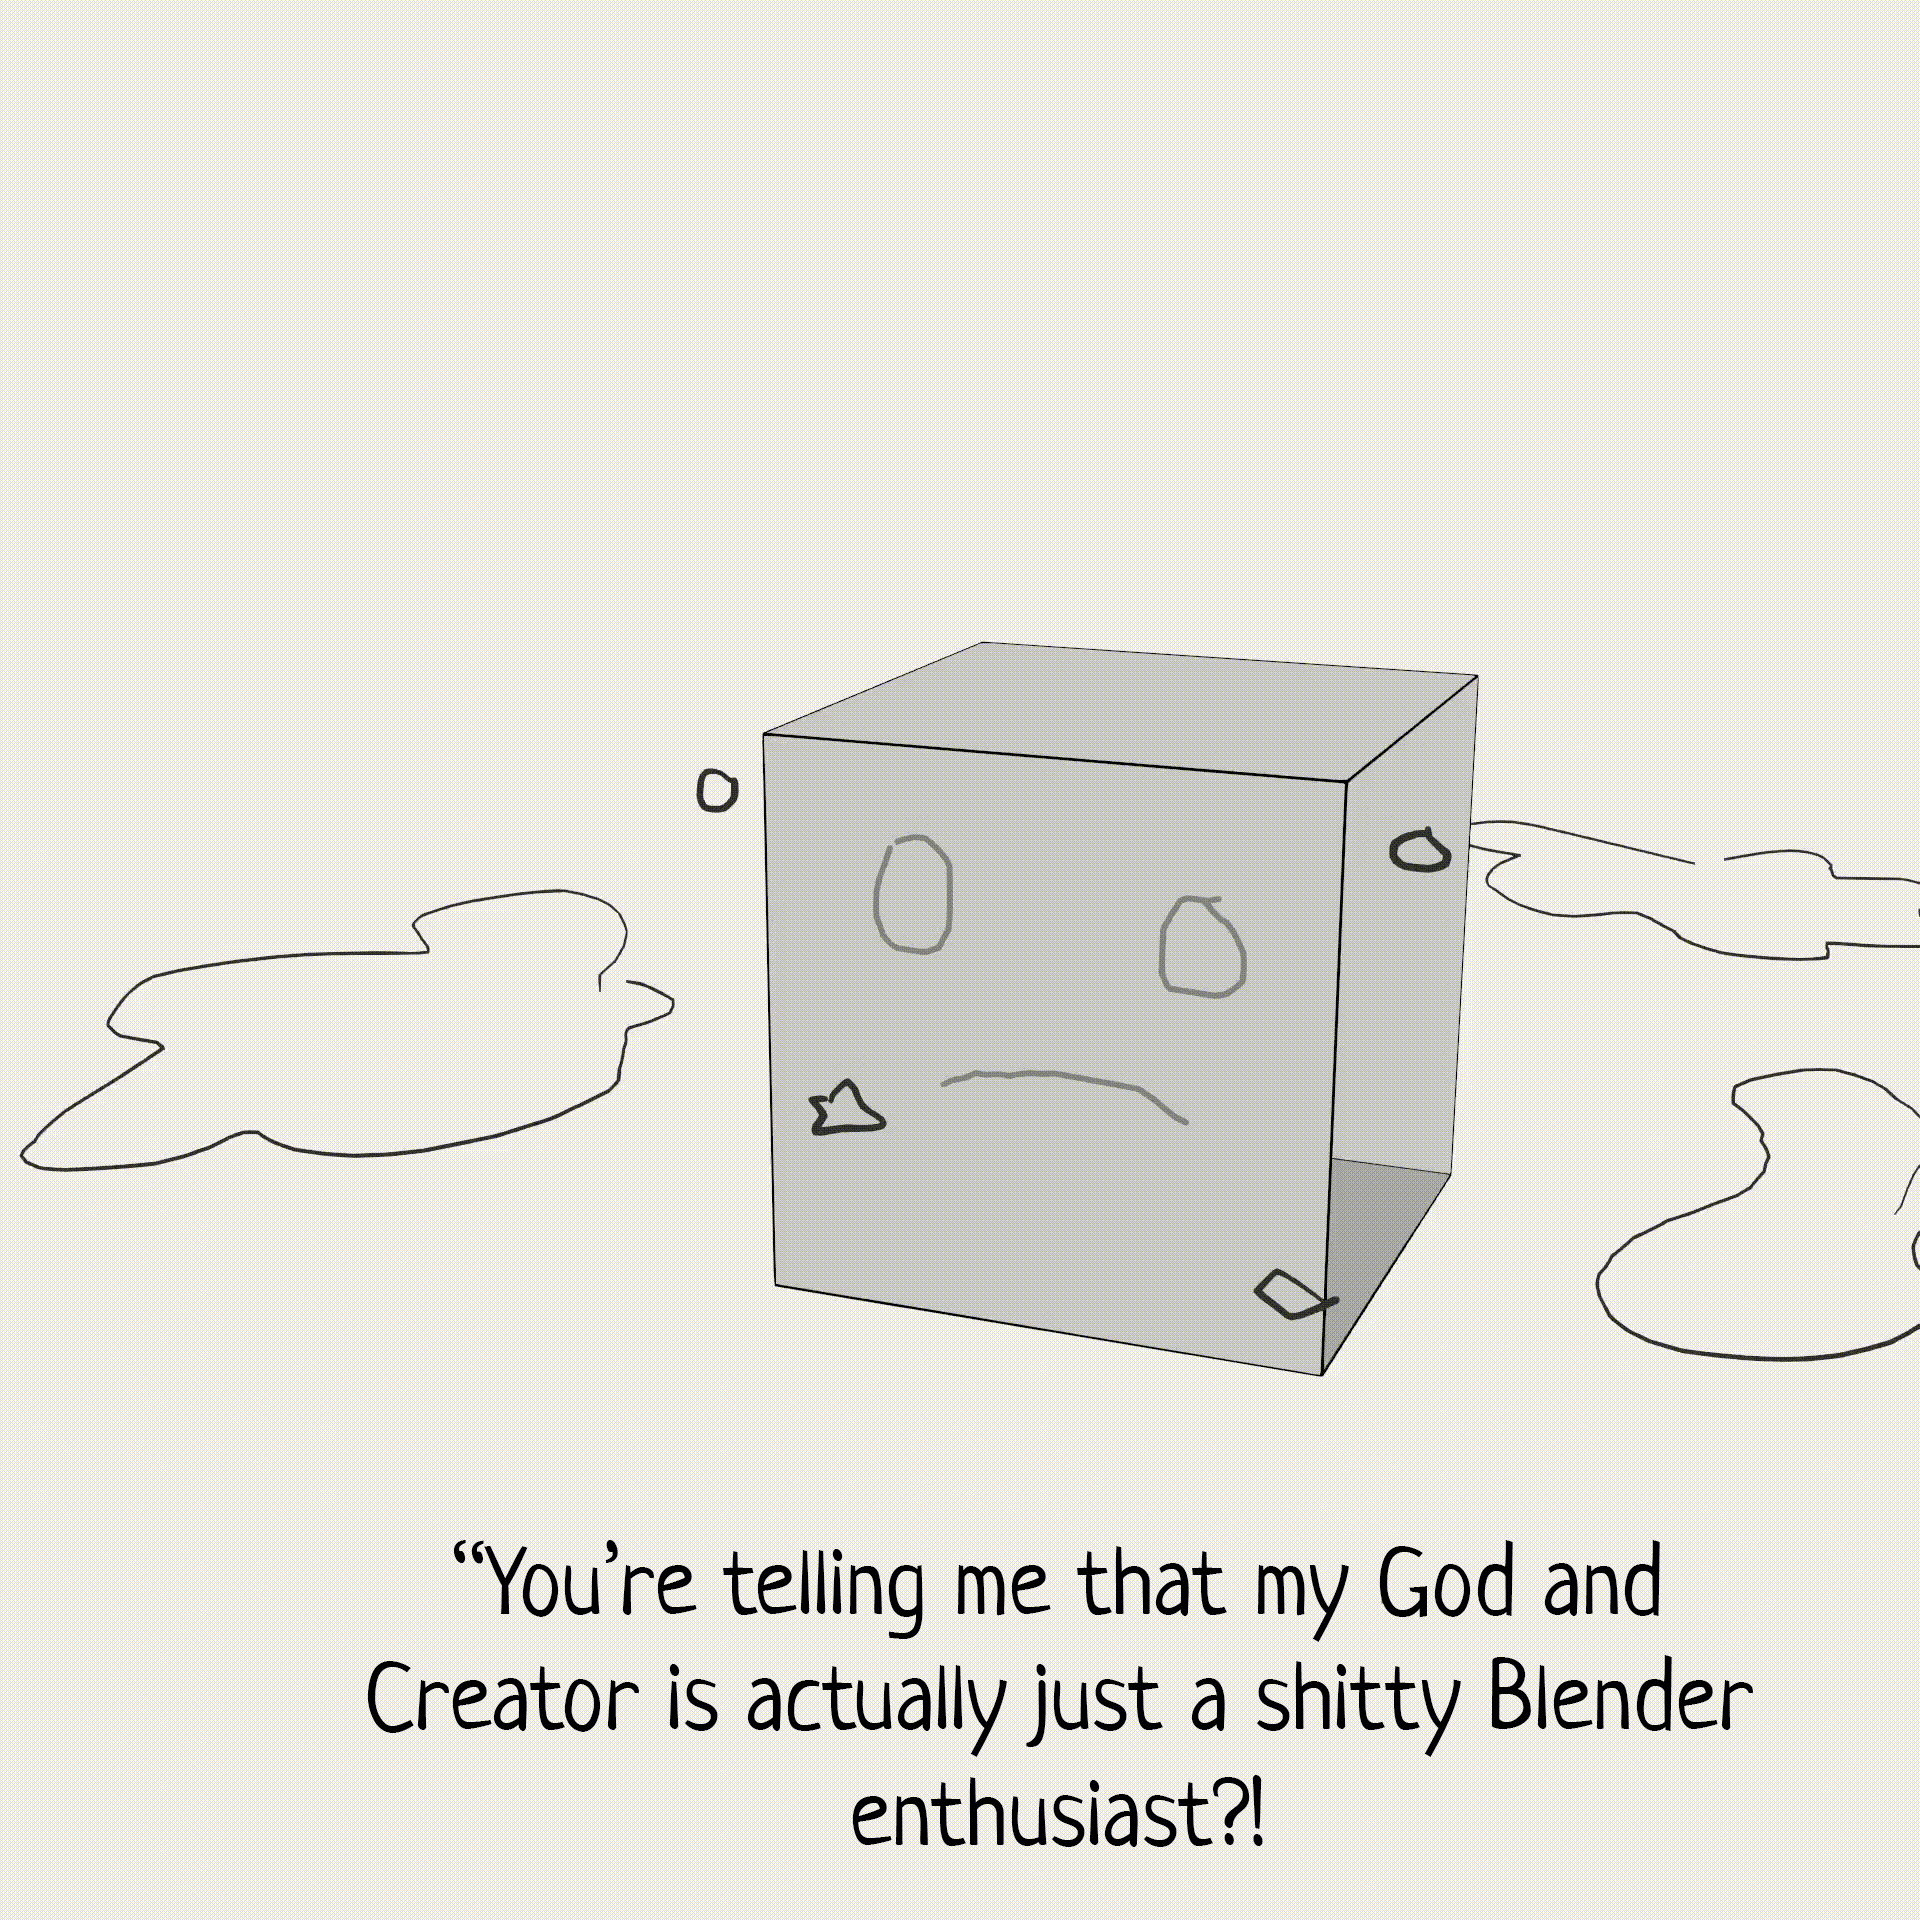 “You’re telling me that my God and
Creator is actually just a shitty Blender
enthusiast?!